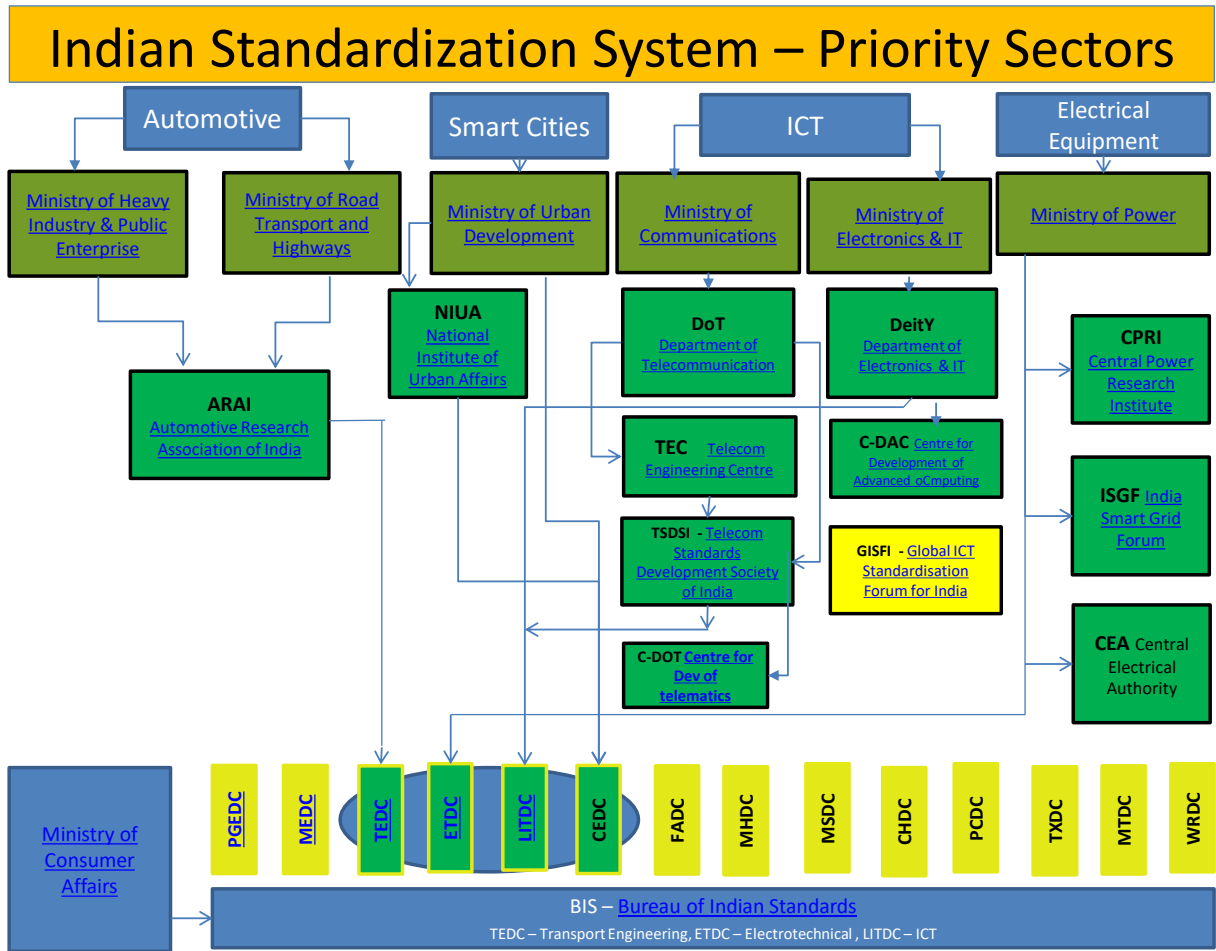 Indian Standardization System – Priority Sectors
Automotive
Smart Cities
ICT
Electrical
Equipment
Ministry of Heavy
Industry & Public
Enterprise
Ministry of Road
Transport and
Highways
Ministry of Urban
Development
Ministry of
Communications
Ministry of
Electronics & IT
Ministry of Power
NIUA
National
Institute of
Urban Affairs
DoT
Department of
Telecommunication
DeitY
Department of
Electronics & IT
CPRI
Central Power
Research
Institute
ARAI
Automotive Research
Association of India
TEC Telecom
Engineering Centre
C-DAC Centre for
Development of
Advanced oCmputing
ISGF India
Smart Grid
Forum
TSDSI - Telecom
Standards
Development Society
of India
GISFI - Global ICT
Standardisation
Forum for India
C-DOT Centre for
Dev of
telematics
CEA Central
Electrical
Authority
Ministry of
Consumer
Affairs
PGEDC
MEDC
TEDC
ETDC
LITDC
CEDC
FADC
MHDC
MSDC
CHDC
PCDC
TXDC
MTDC
WRDC
BIS – Bureau of Indian Standards
TEDC – Transport Engineering, ETDC – Electrotechnical , LITDC – ICT